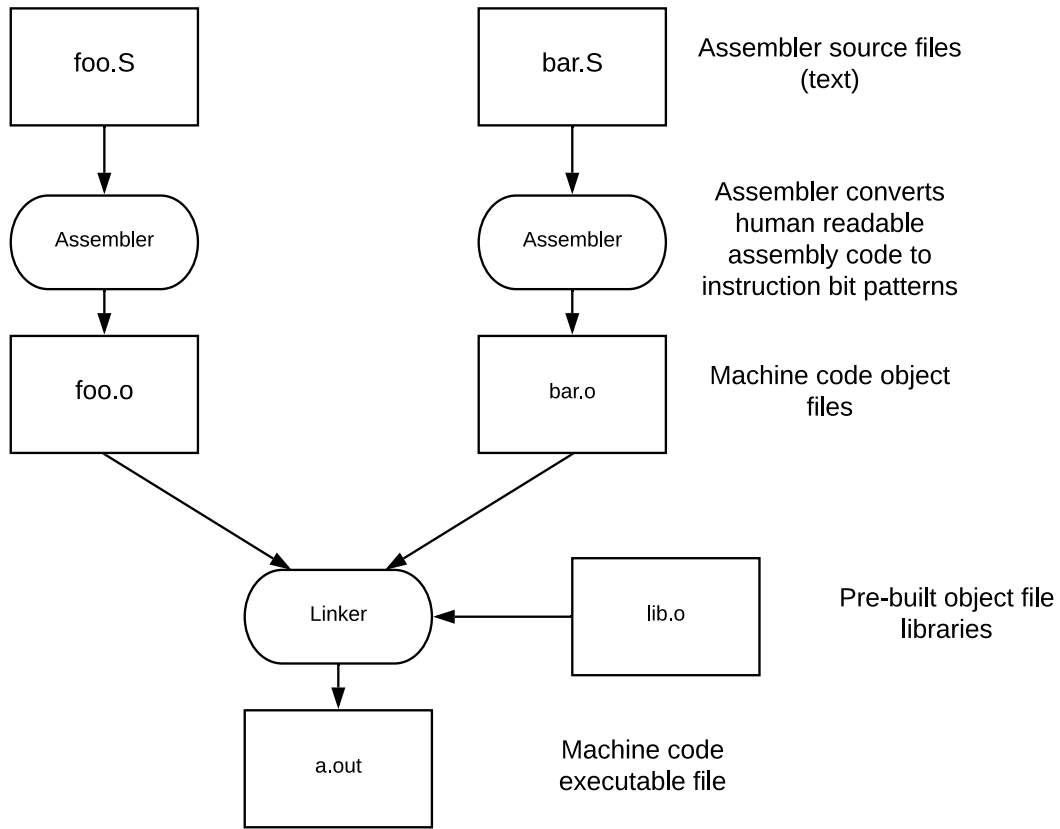 foo.S
bar.S
Assembler source files
(text)
Assembler
Assembler
Assembler converts
human readable
assembly code to
instruction bit patterns
foo.o
bar.o
Machine code object
files
Linker
lib.o
Pre-built object file
libraries
a.out
Machine code
executable file